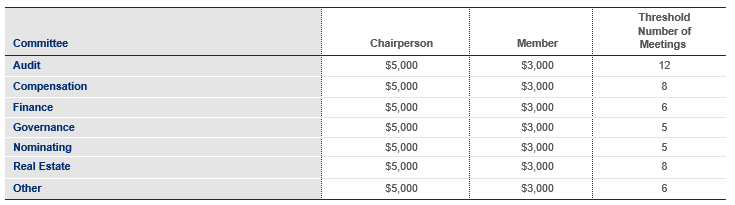 Threshold
Number of
Committee Chairperson Member Meetings
Audit $5,000 $3,000 12
Compensation $5,000 $3,000 8
Finance $5,000 $3,000 6
Governance $5,000 $3,000 5
Nominating $5,000 $3,000 5
Real Estate $5,000 $3,000 8
Other $5,000 $3,000 6